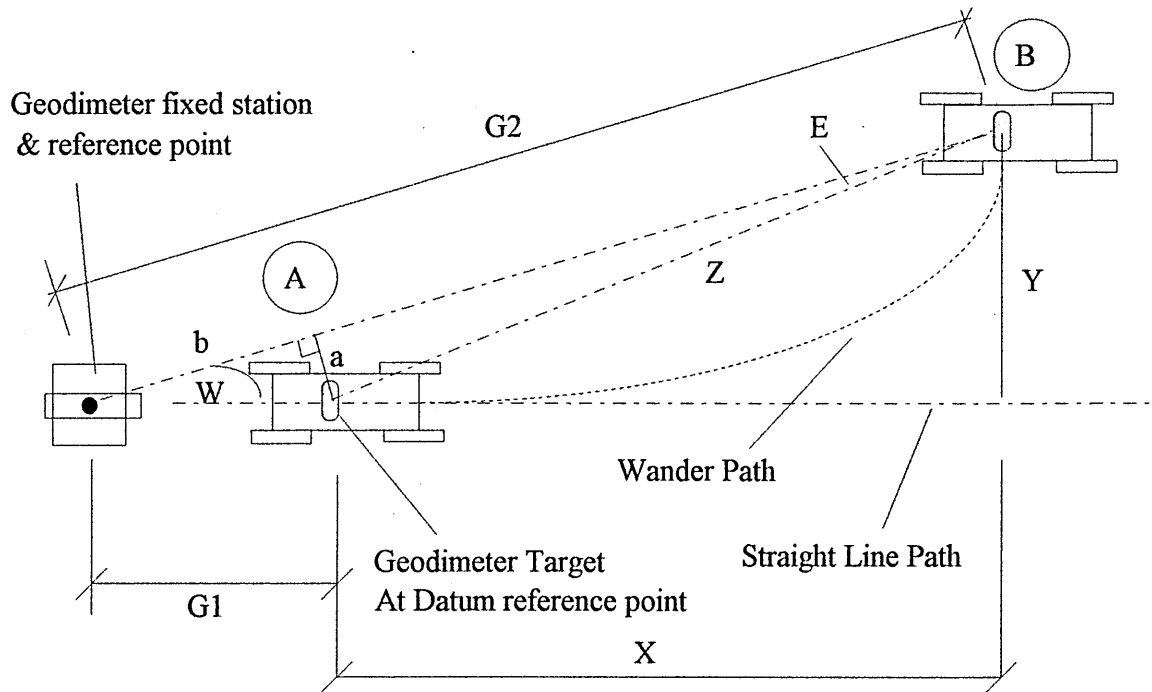 B
Geodimeter fixed station
& reference point
G2
E
A
Z
Y
b
a
W
Wander Path
Straight Line Path
Geodimeter Target
At Datum reference point
G1
X